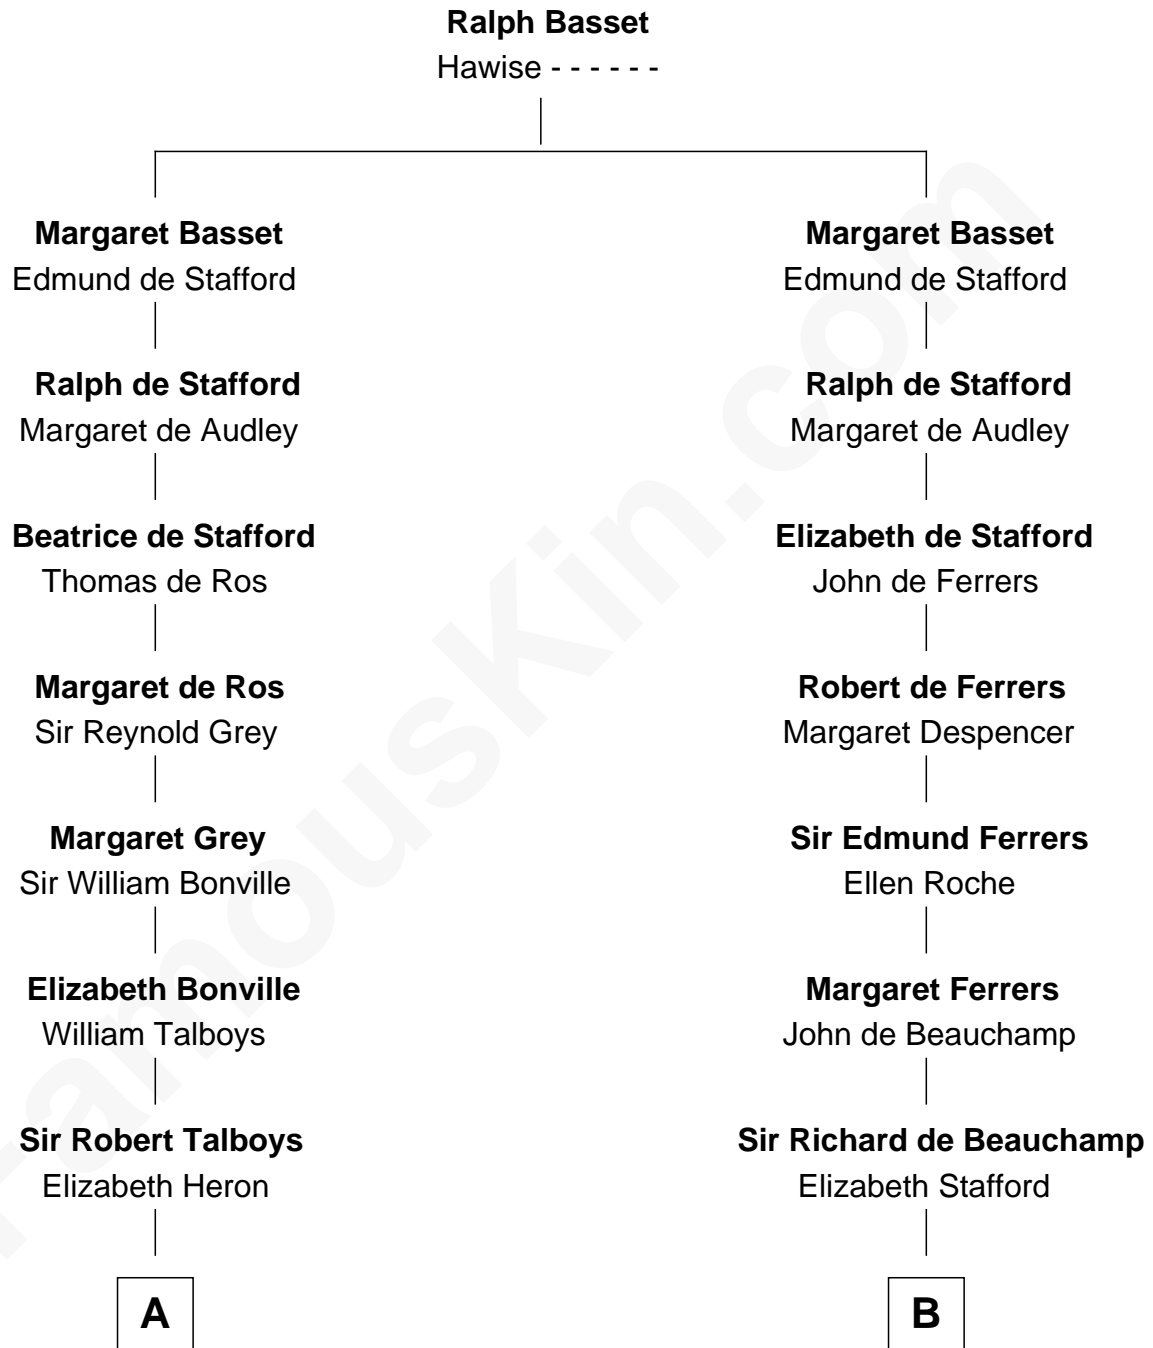 Ralph Basset
Hawise - - - - - -
Margaret Basset
Edmund de Stafford
Margaret Basset
Edmund de Stafford
Ralph de Stafford
Margaret de Audley
Ralph de Stafford
Margaret de Audley
Beatrice de Stafford
Thomas de Ros
Elizabeth de Stafford
John de Ferrers
Margaret de Ros
Sir Reynold Grey
Robert de Ferrers
Margaret Despencer
Margaret Grey
Sir William Bonville
Sir Edmund Ferrers
Ellen Roche
Elizabeth Bonville
William Talboys
Margaret Ferrers
John de Beauchamp
Sir Robert Talboys
Elizabeth Heron
Sir Richard de Beauchamp
Elizabeth Stafford
A
B
FamousKin.com